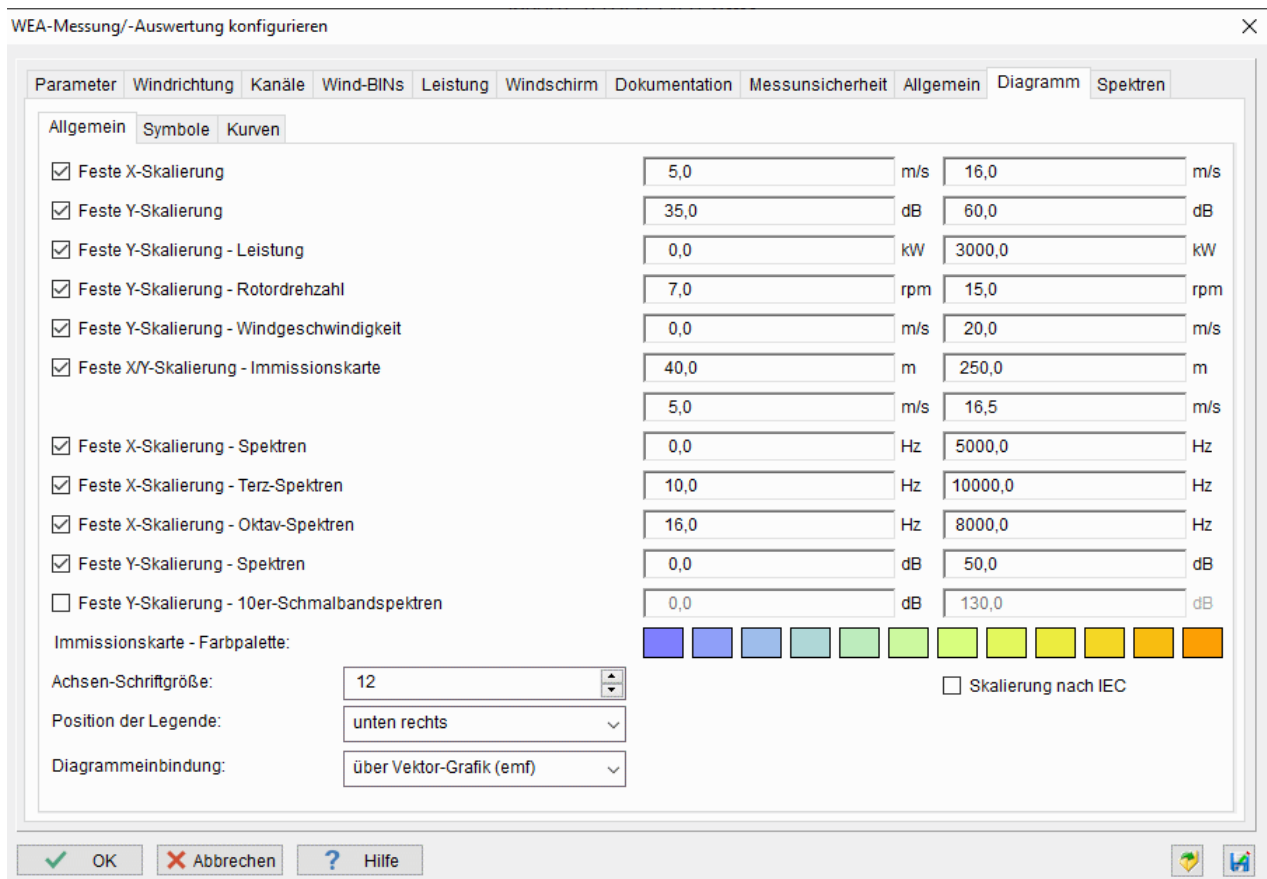 WEA-Messung/-Auswertung konfigurieren
Parameter Windrichtung Kanäle Wind-BINs Leistung Windschirm Dokumentation Messunsicherheit Allgemein Diagramm Spektren
Allgemein Symbole Kurven
Feste X-Skalierung 5,0 m/s 16,0 m/s
Feste Y-Skalierung 35,0 dB 60,0 dB
Feste Y-Skalierung - Leistung 0,0 kW 3000,0 kW
Feste Y-Skalierung - Rotordrehzahl 7,0 rpm 15,0 rpm
Feste Y-Skalierung - Windgeschwindigkeit 0,0 m/s 20,0 m/s
Feste X/Y-Skalierung - Immissionskarte 40,0 m 250,0 m
5,0 m/s 16,5 m/s
Feste X-Skalierung - Spektren 0,0 Hz 5000,0 Hz
Feste X-Skalierung - Terz-Spektren 10,0 Hz 10000,0 Hz
Feste X-Skalierung - Oktav-Spektren 16,0 Hz 8000,0 Hz
Feste Y-Skalierung - Spektren 0,0 dB 50,0 dB
Feste Y-Skalierung - 10er-Schmalbandspektren 0,0 dB 130,0 dB
Immissionskarte - Farbpalette:
Achsen-Schriftgröße: 12 Skalierung nach IEC
Position der Legende: unten rechts
Diagrammeinbindung: über Vektor-Grafik (emf)
OK Abbrechen ? Hilfe